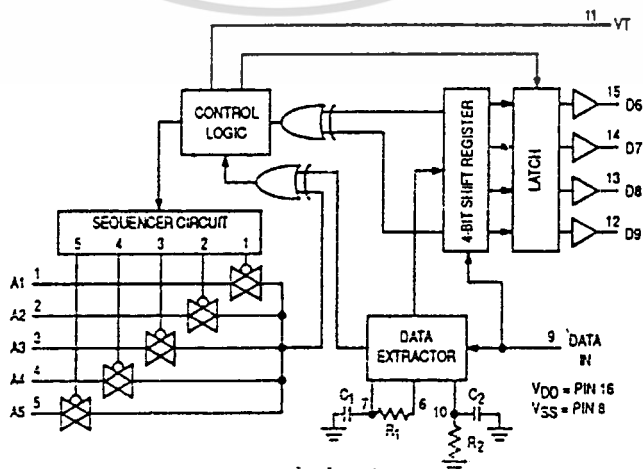 11
VT
CONTROL
LOGIC
4-BIT SHIFT REGISTER
LATCH
15
D6
14
D7
13
D8
12
D9
SEQUENCER CIRCUIT
5 4 3 2 1
A1 1
A2 2
A3 3
A4 4
A5 5
DATA
EXTRACTOR
9 DATA
IN
C1 7 R1 6 10 C2
R2
VDD = PIN 16
VSS = PIN 8